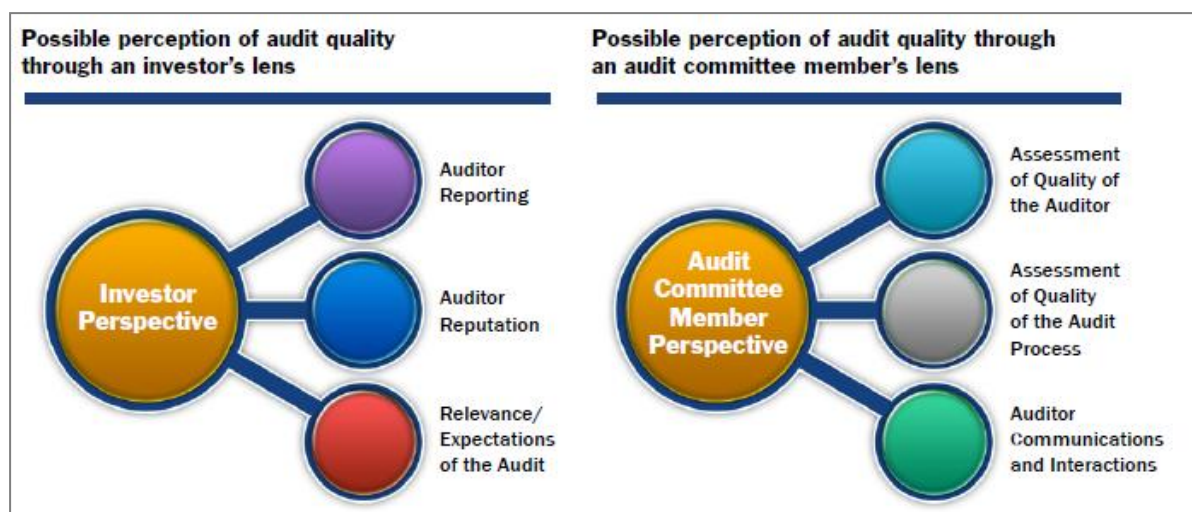 Possible perception of audit quality
through an investor's lens
Auditor
Reporting
Investor
Perspective
Auditor
Reputation
Relevance/
Expectations
of the Audit
Possible perception of audit quality through
an audit committee member's lens
Assessment
of Quality of
the Auditor
Audit
Committee
Member
Perspective
Assessment
of Quality
of the Audit
Process
Auditor
Communications
and Interactions